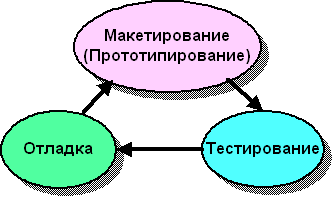 Макетирование
(Прототипирование)
Отладка
Тестирование